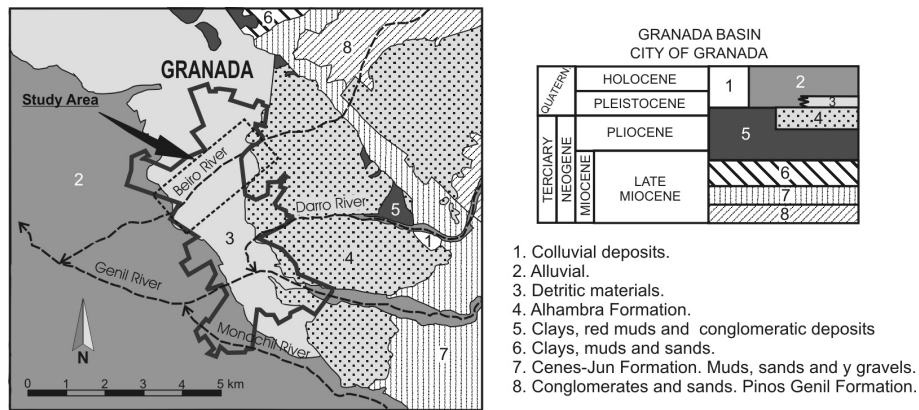 6
8
GRANADA
Study Area
2
Beiro River
Darro River
5
1
3
4
Genil River
Monachil River
7
N
0 1 2 3 4 5 km
GRANADA BASIN
CITY OF GRANADA
QUATERN.
HOLOCENE
PLEISTOCENE
TERTIARY
NEOGENE
PLIOCENE
MIOCENE
LATE
MIOCENE
1
2
3
4
5
6
7
8
1. Colluvial deposits.
2. Alluvial.
3. Detritic materials.
4. Alhambra Formation.
5. Clays, red muds and conglomeratic deposits
6. Clays, muds and sands.
7. Cenes-Jun Formation. Muds, sands and y gravels.
8. Conglomerates and sands. Pinos Genil Formation.